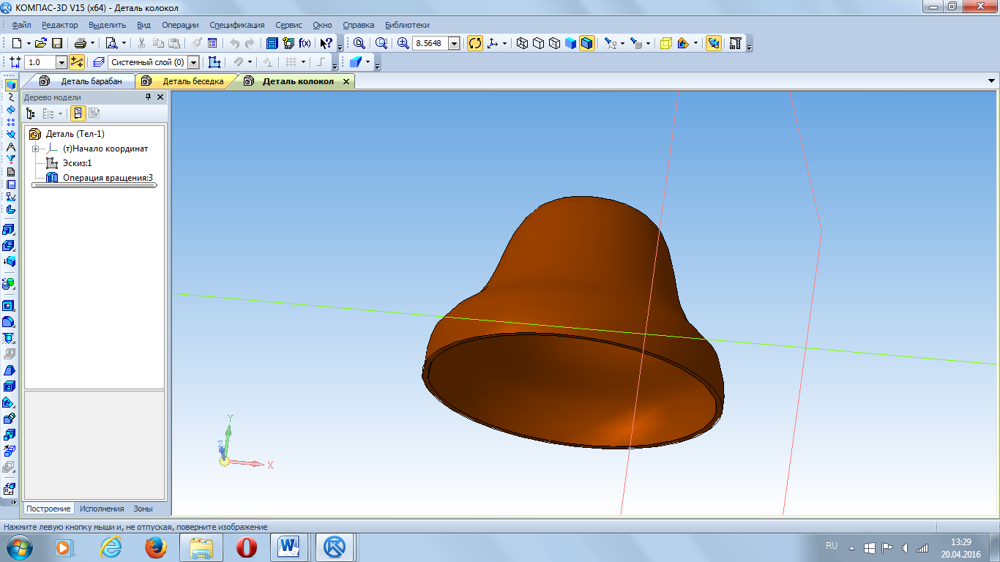 КОМПАС-3D V15 (x64) - Деталь колокол
Файл Редактор Выделить Вид Операции Спецификация Сервис Окно Справка Библиотеки
f(x) 8.5648
1.0 Системный слой (0)
Деталь барабан Деталь беседка Деталь колокол
Дерево модели
Деталь (Тел-1)
(т)Начало координат
Эскиз:1
Операция вращения:3
Y
Z
X
Построение Исполнения Зоны
Нажмите левую кнопку мыши и, не отпуская, поверните изображение
RU 13:29
20.04.2016